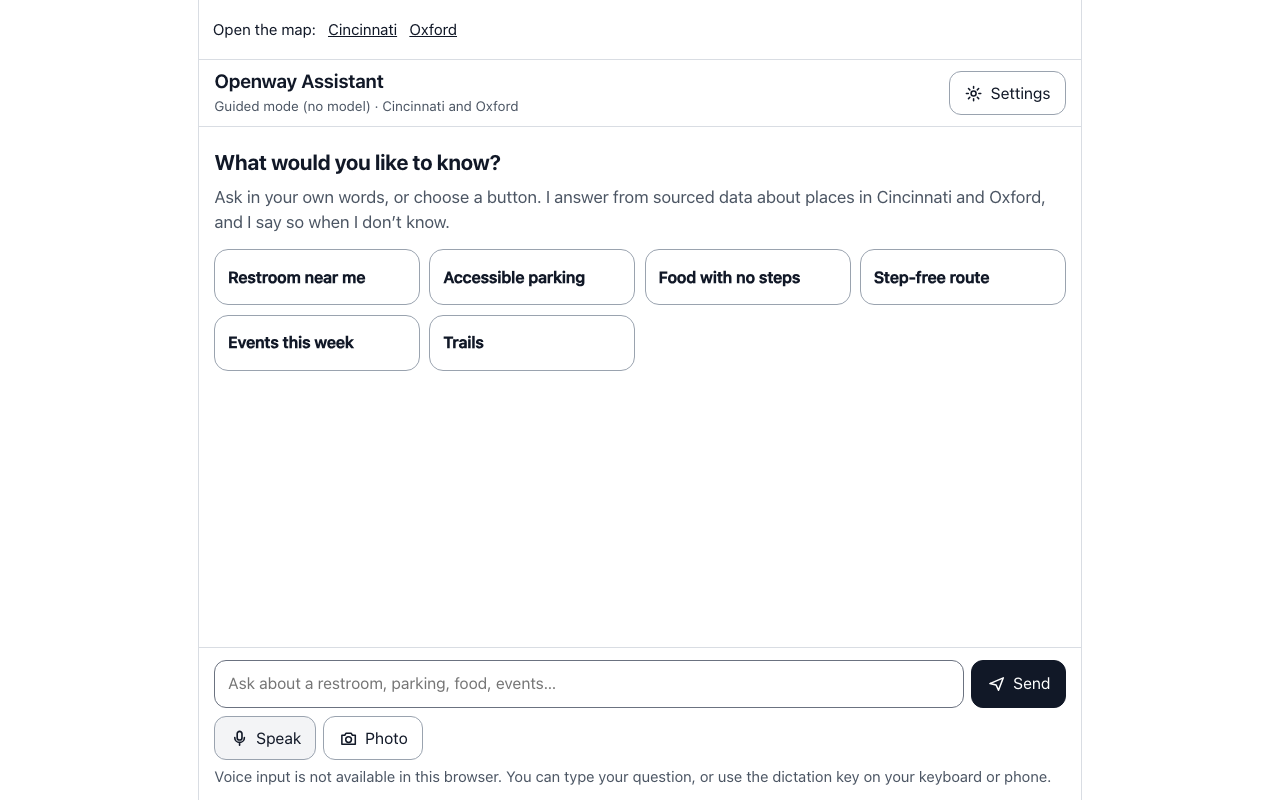 Open the map: Cincinnati Oxford
Openway Assistant
Guided mode (no model) · Cincinnati and Oxford
Settings
What would you like to know?
Ask in your own words, or choose a button. I answer from sourced data about places in Cincinnati and Oxford,
and I say so when I don’t know.
Restroom near me
Accessible parking
Food with no steps
Step-free route
Events this week
Trails
Ask about a restroom, parking, food, events...
Send
Speak
Photo
Voice input is not available in this browser. You can type your question, or use the dictation key on your keyboard or phone.